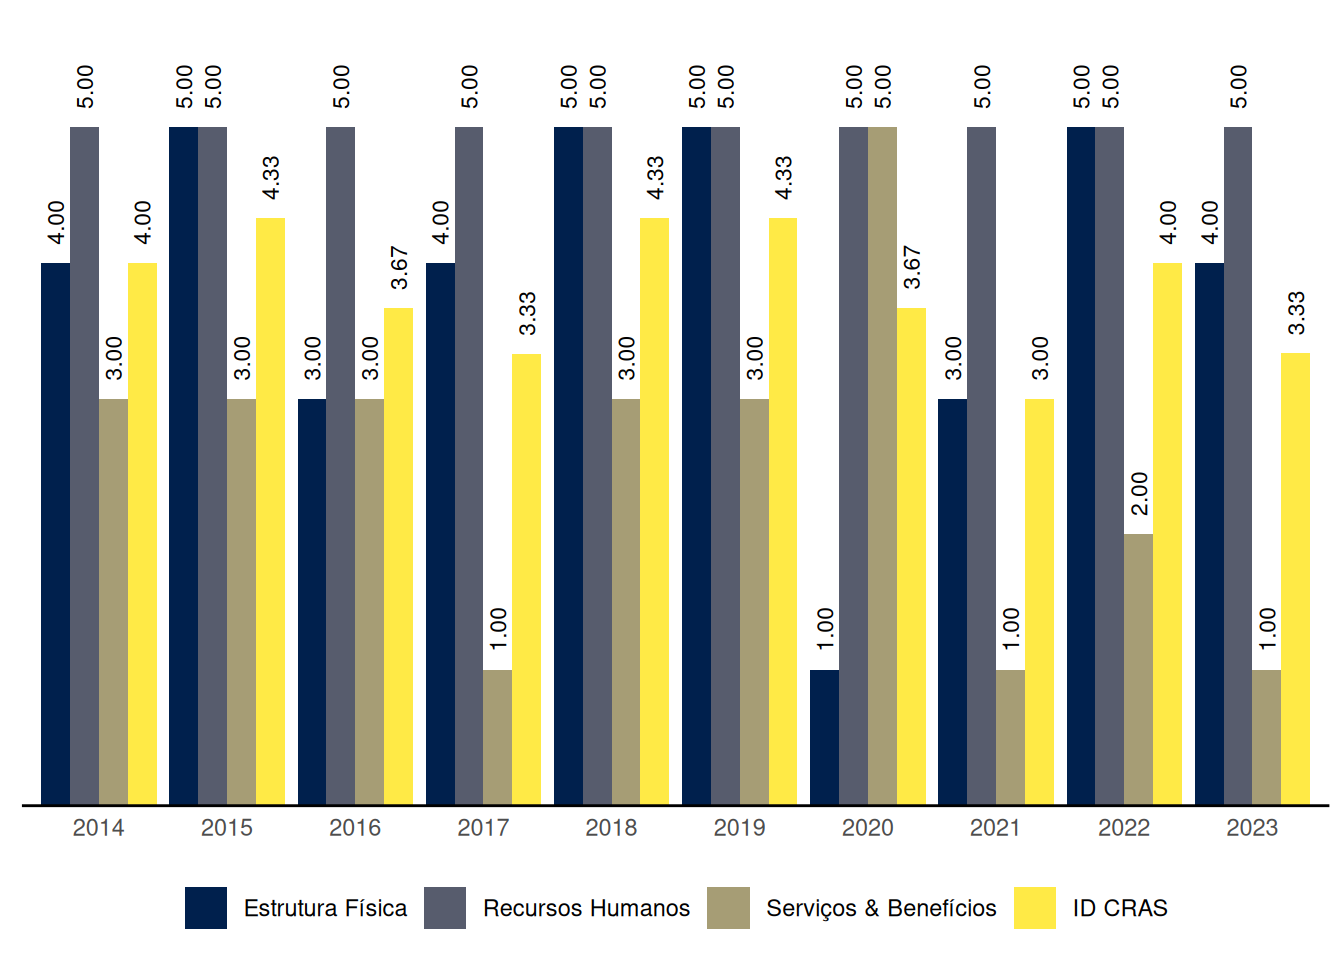 4.00 5.00 3.00 4.00
5.00 5.00 3.00 4.33
3.00 5.00 3.00 3.67
4.00 5.00 1.00 3.33
5.00 5.00 3.00 4.33
5.00 5.00 3.00 4.33
1.00 5.00 5.00 3.67
3.00 5.00 1.00 3.00
5.00 5.00 2.00 4.00
4.00 5.00 1.00 3.33
2014 2015 2016 2017 2018 2019 2020 2021 2022 2023
Estrutura Física Recursos Humanos Serviços & Benefícios ID CRAS